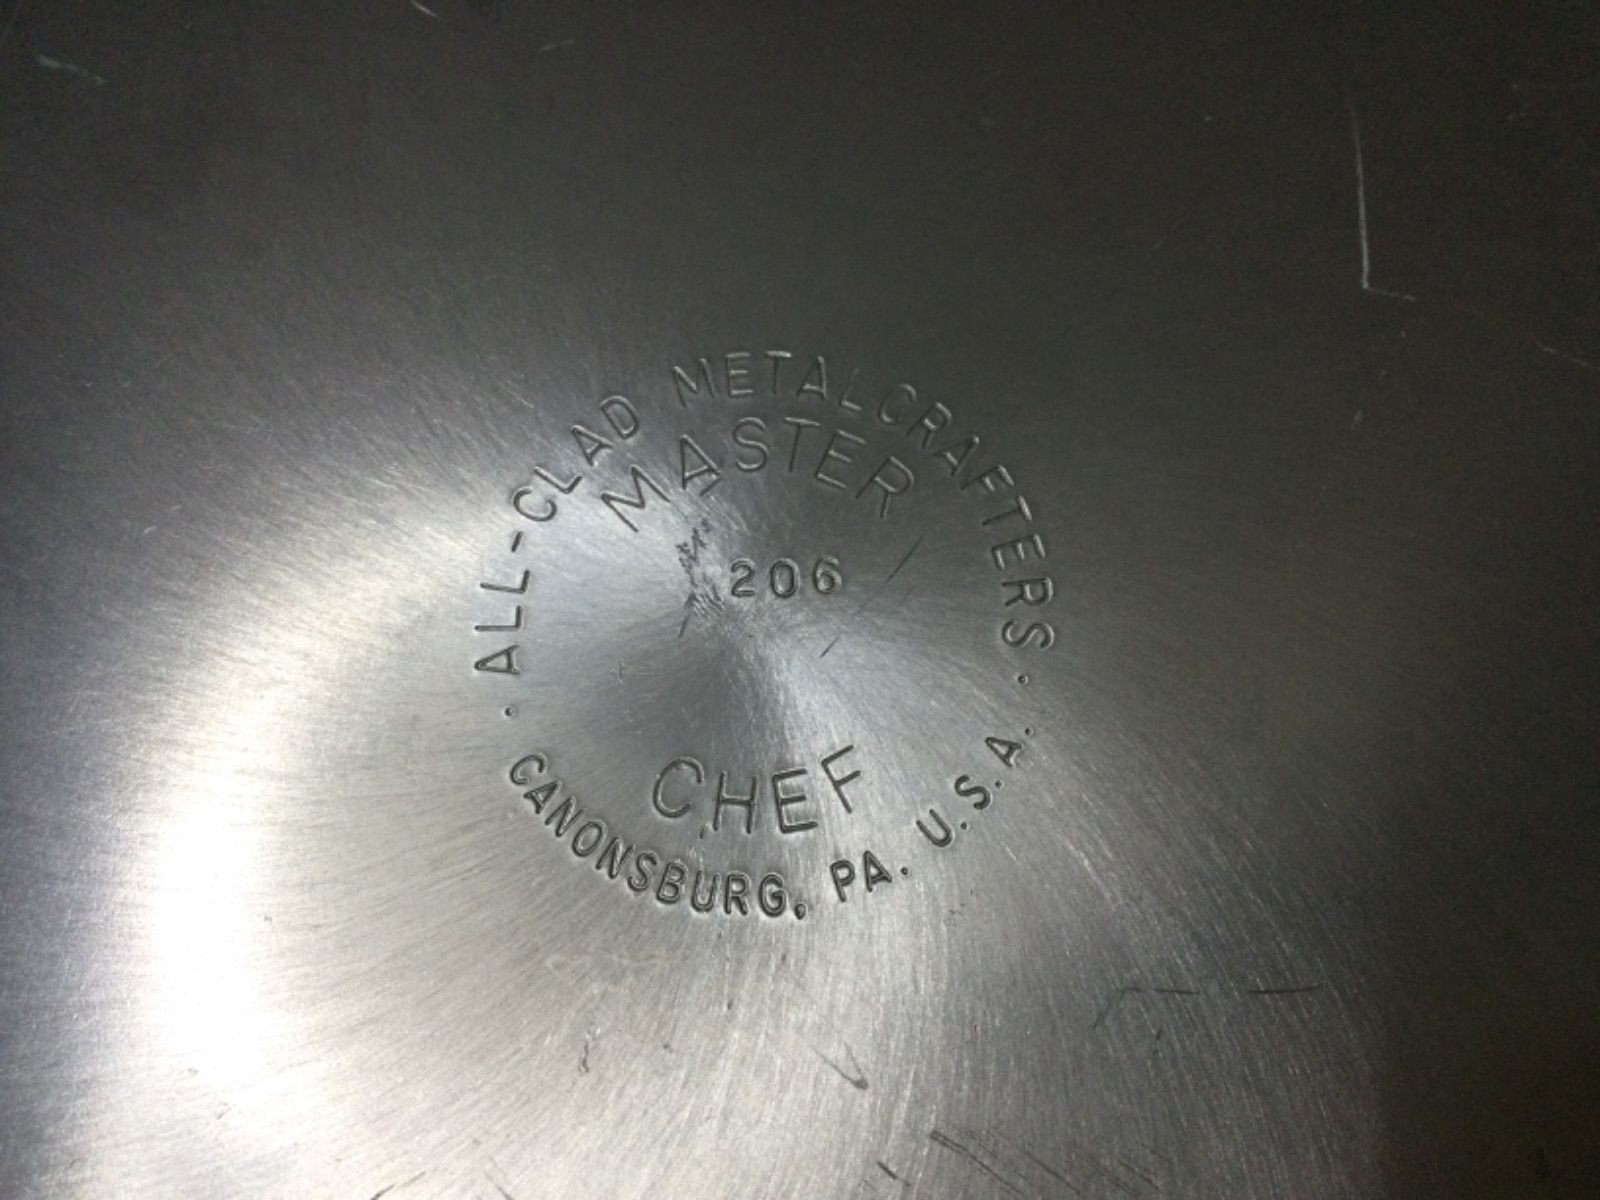 · ALL-CLAD METALCRAFTERS ·
MASTER
206
CHEF
CANONSBURG, PA. U.S.A.